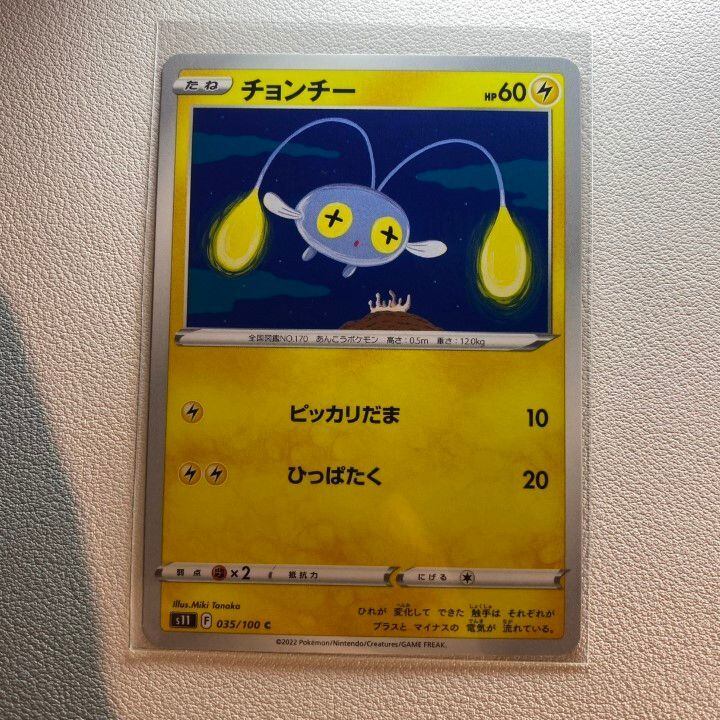 たね チョンチー HP60
全国図鑑NO.170 あんこうポケモン 高さ:0.5m 重さ:12.0kg
ピッカリだま 10
ひっぱたく 20
弱点 ×2 抵抗力 にげる
Illus.Miki Tanaka
s11 F 035/100 C
ひれが 変化して できた 触手は それぞれが
プラスと マイナスの 電気が 流れている。
©2022 Pokémon/Nintendo/Creatures/GAME FREAK.